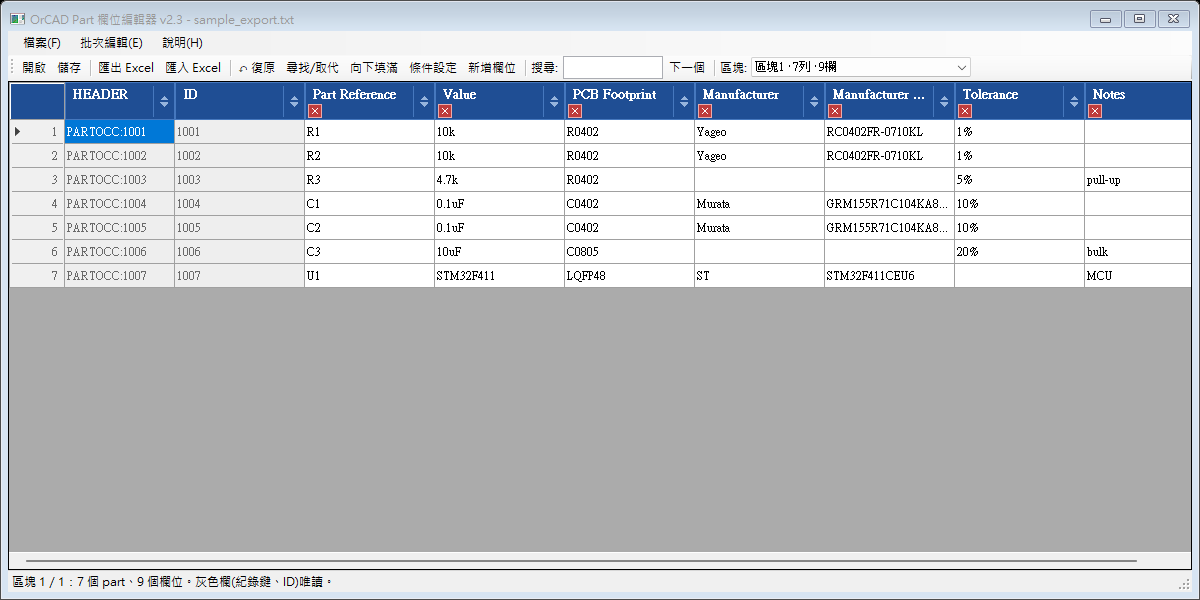 OrCAD Part 欄位編輯器 v2.3 - sample_export.txt
檔案(F) 批次編輯(E) 說明(H)
開啟 儲存 匯出 Excel 匯入 Excel 復原 尋找/取代 向下填滿 條件設定 新增欄位 搜尋: 下一個 區塊: 區塊1 · 7列 · 9欄
HEADER ID Part Reference Value PCB Footprint Manufacturer Manufacturer ... Tolerance Notes
1 PARTOCC:1001 1001 R1 10k R0402 Yageo RC0402FR-0710KL 1%
2 PARTOCC:1002 1002 R2 10k R0402 Yageo RC0402FR-0710KL 1%
3 PARTOCC:1003 1003 R3 4.7k R0402 5% pull-up
4 PARTOCC:1004 1004 C1 0.1uF C0402 Murata GRM155R71C104KA8... 10%
5 PARTOCC:1005 1005 C2 0.1uF C0402 Murata GRM155R71C104KA8... 10%
6 PARTOCC:1006 1006 C3 10uF C0805 20% bulk
7 PARTOCC:1007 1007 U1 STM32F411 LQFP48 ST STM32F411CEU6 MCU
區塊 1 / 1：7 個 part、9 個欄位。灰色欄(紀錄鍵、ID)唯讀。